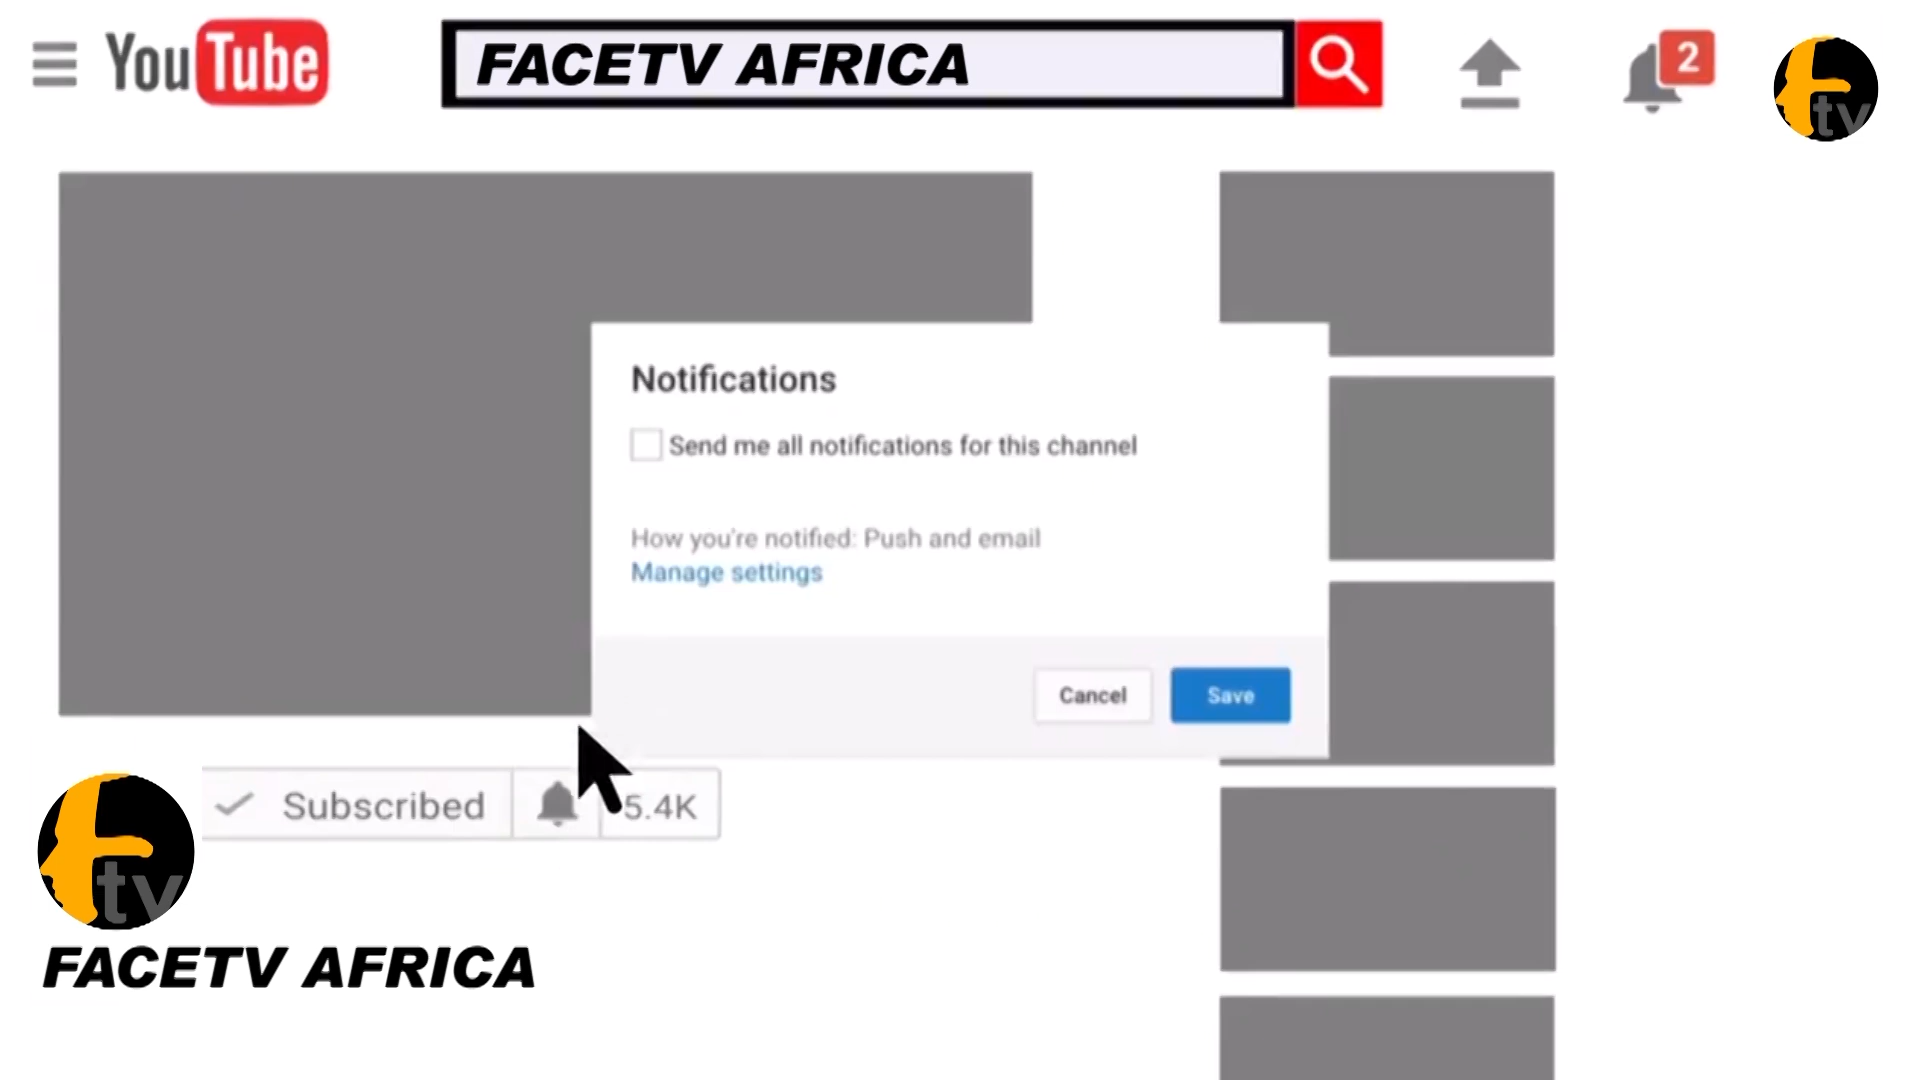 YouTube
FACETV AFRICA
2
tv
Notifications
Send me all notifications for this channel
How you're notified: Push and email
Manage settings
Cancel
Save
Subscribed
5.4K
tv
FACETV AFRICA